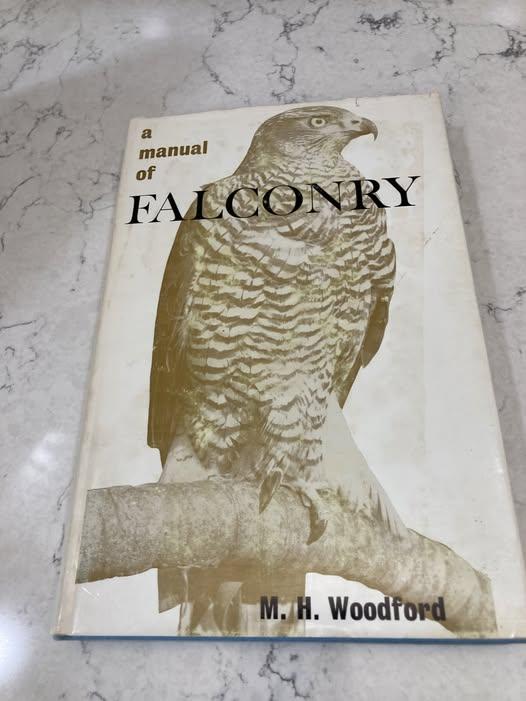 a
manual
of
FALCONRY
M. H. Woodford